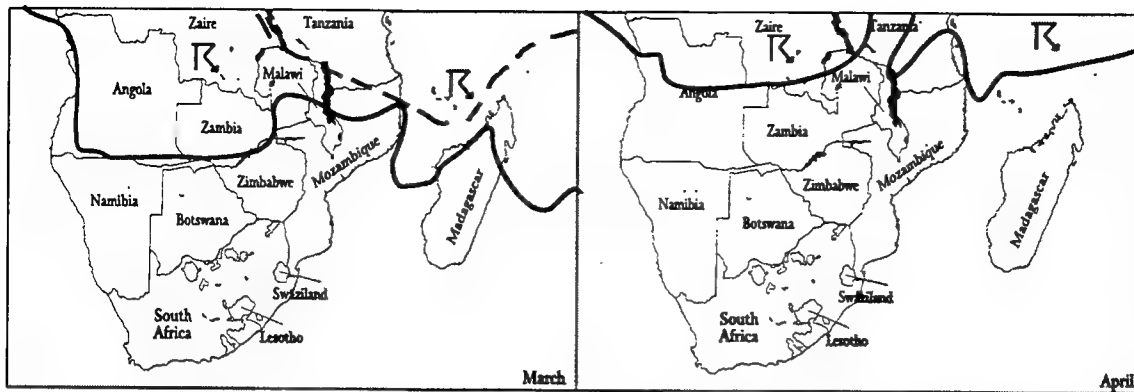 Zaire
Tanzania
Angola
Malawi
Zambia
Mozambique
Zimbabwe
Namibia
Botswana
Madagascar
Swaziland
South
Africa
Lesotho
March
Zaire
Tanzania
Angola
Malawi
Zambia
Mozambique
Zimbabwe
Namibia
Botswana
Madagascar
Swaziland
South
Africa
Lesotho
April